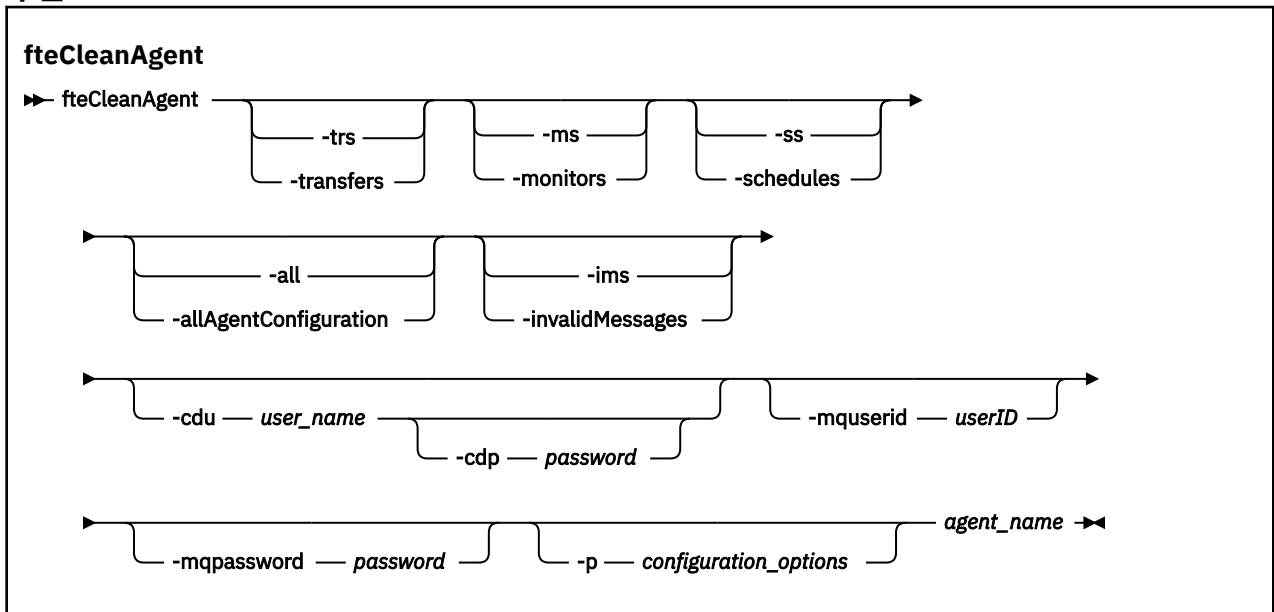 fteCleanAgent
fteCleanAgent
-trs -ms -ss
-transfers -monitors -schedules
-all -ims
-allAgentConfiguration -invalidMessages
-cdu user_name -mquserid userID
-cdp password
agent_name
-mqpassword password -p configuration_options